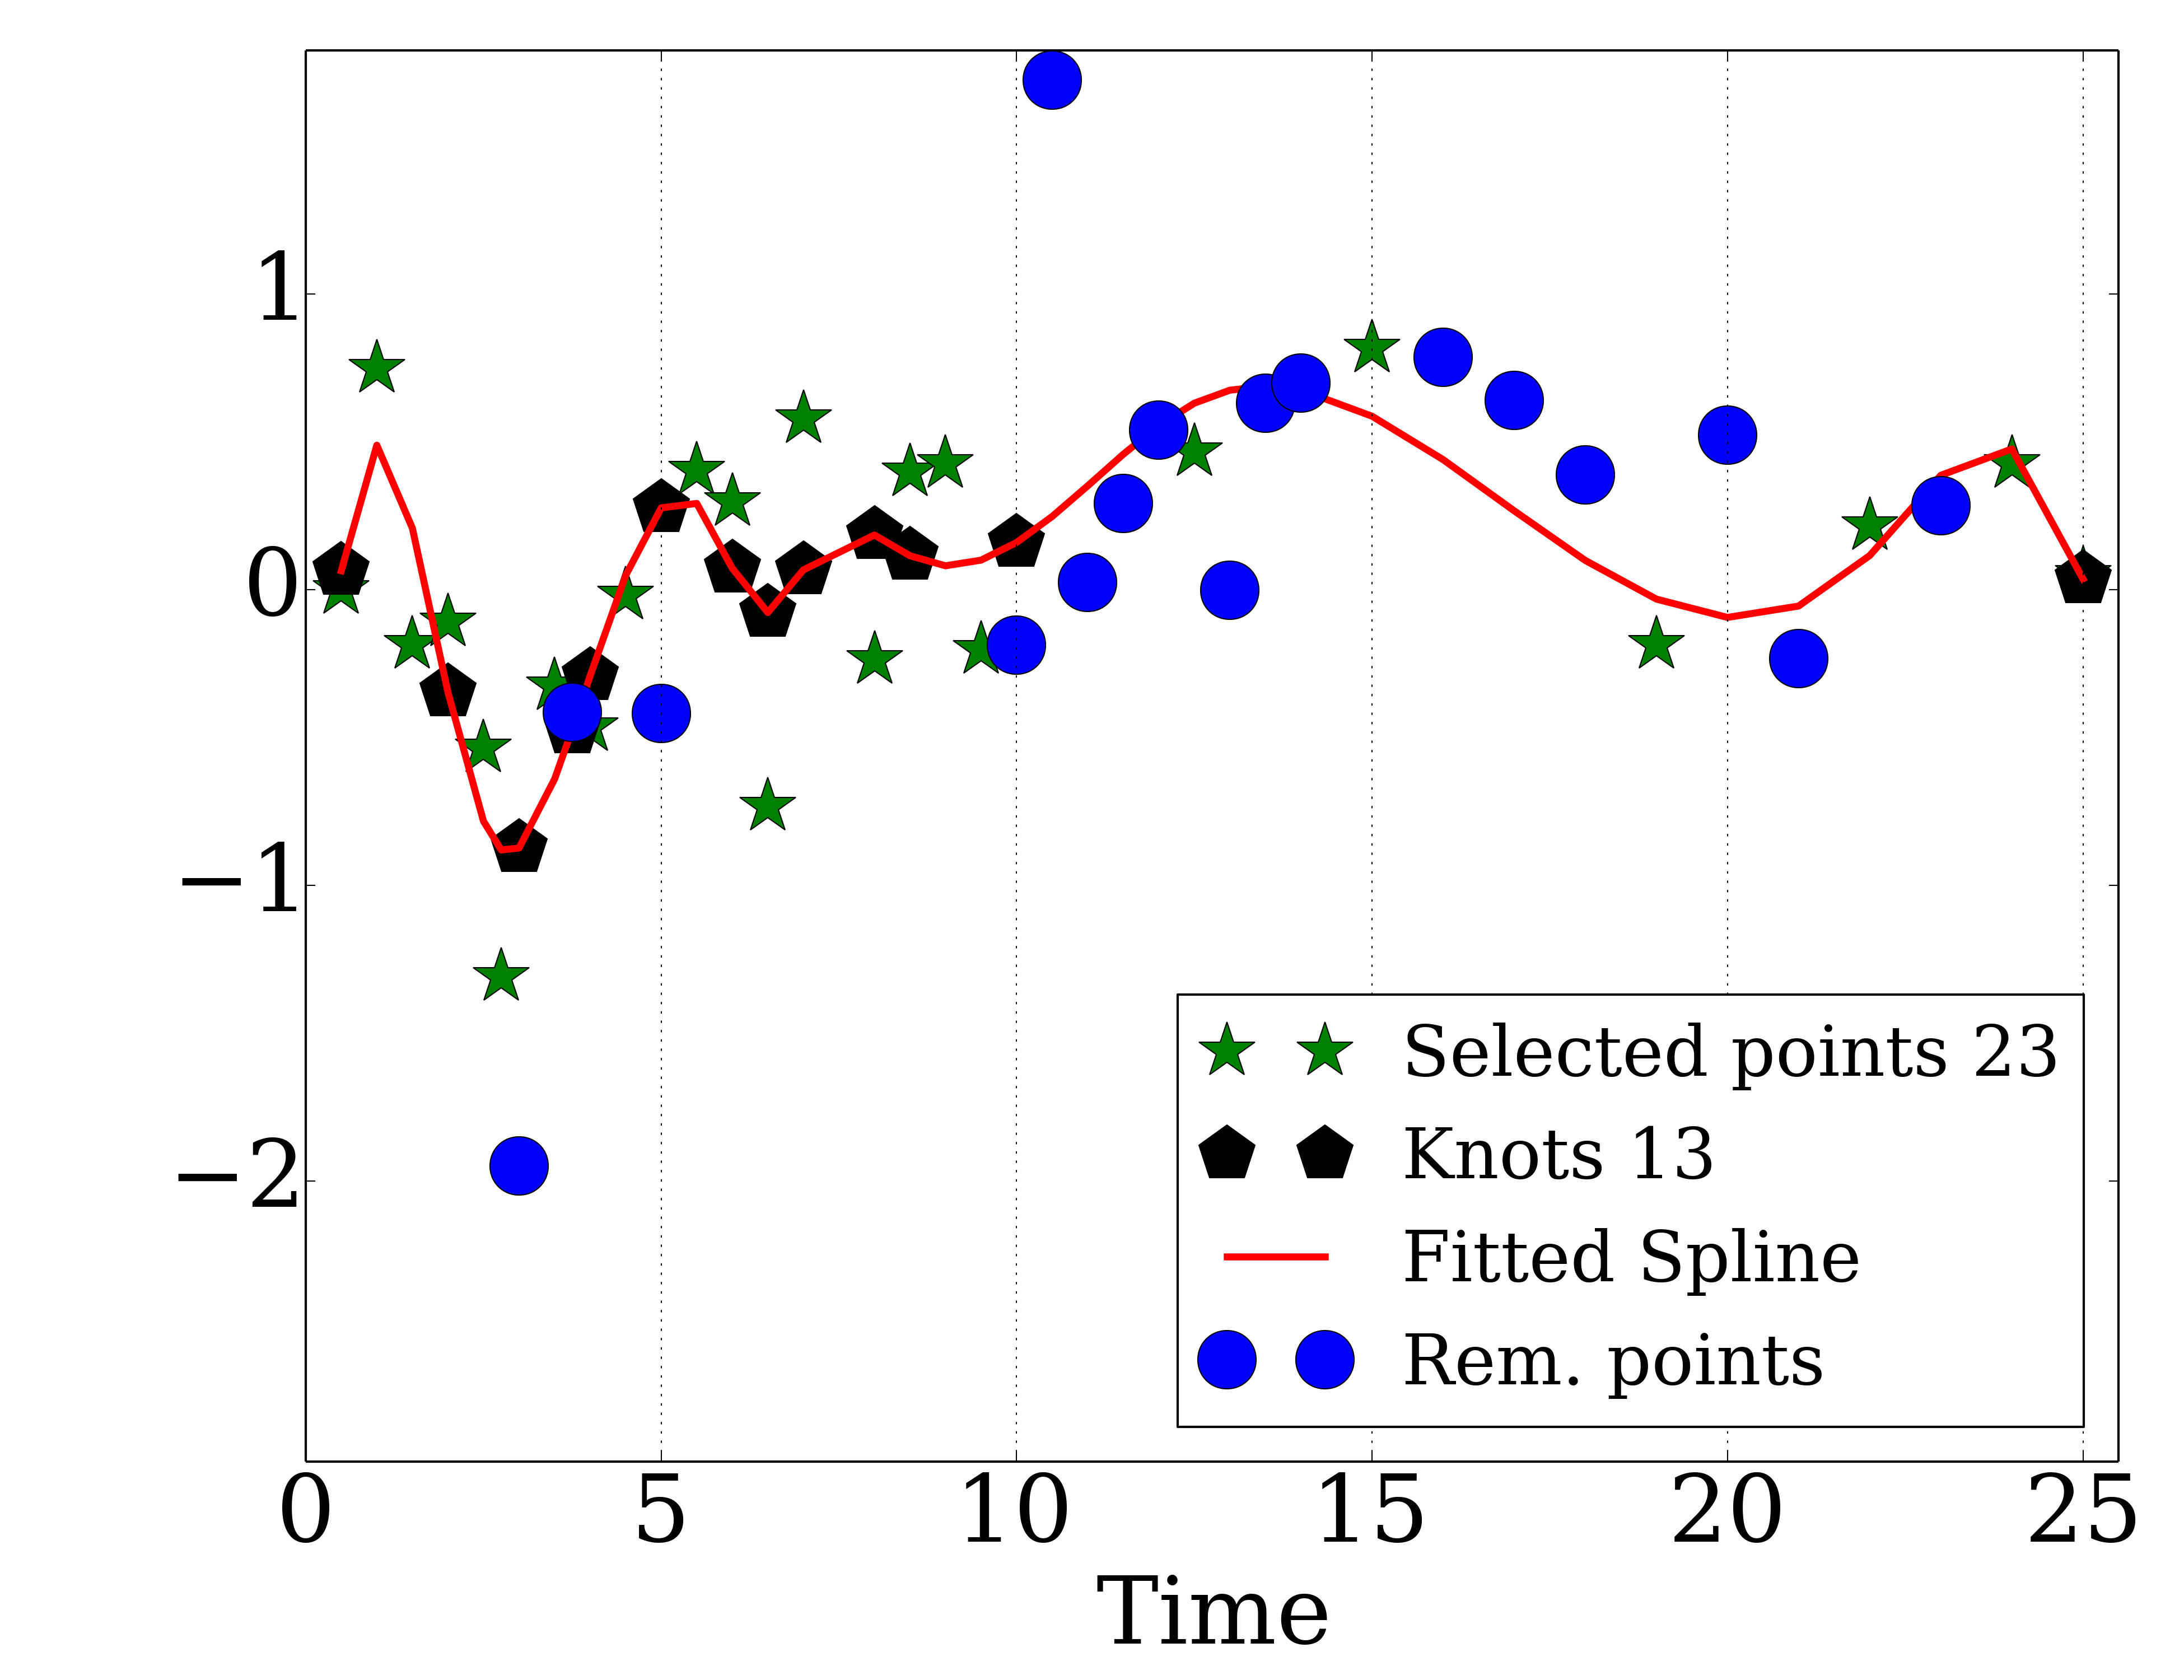 1
0
−1
−2
Selected points 23
Knots 13
Fitted Spline
Rem. points
0 5 10 15 20 25
Time